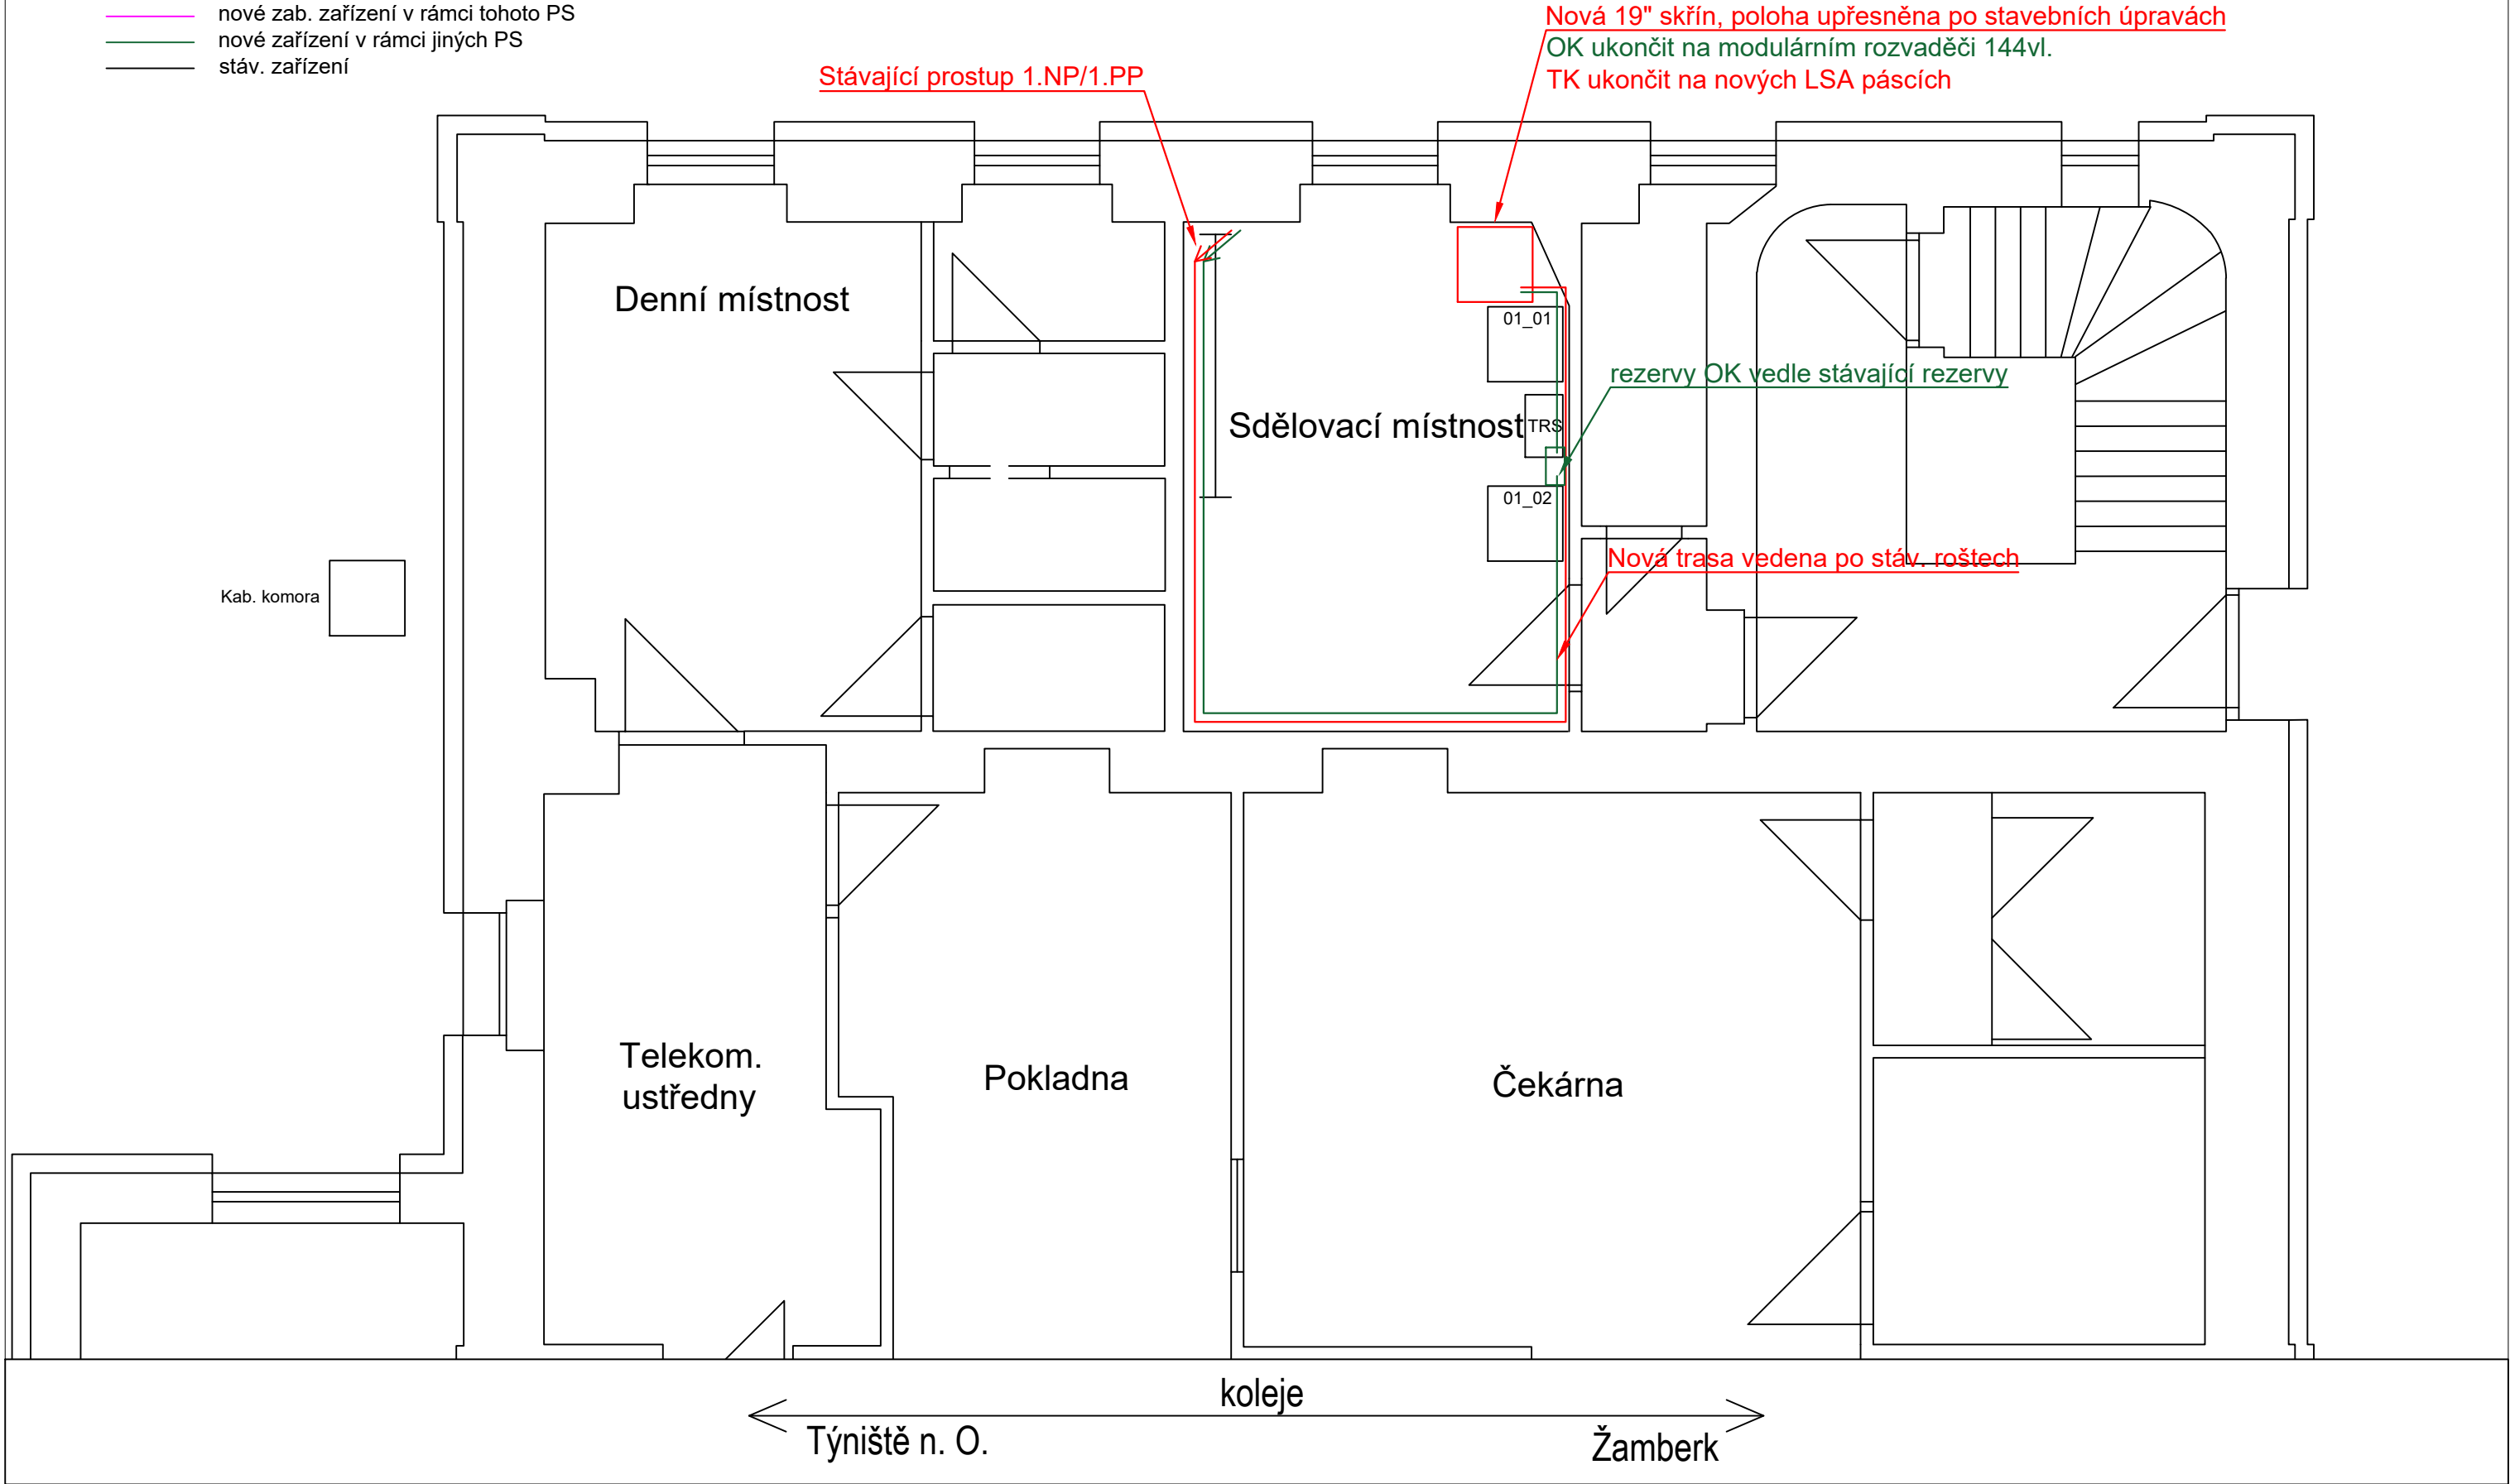 nové zab. zařízení v rámci tohoto PS
nové zařízení v rámci jiných PS
stáv. zařízení
Nová 19" skřín, poloha upřesněna po stavebních úpravách
OK ukončit na modulárním rozvaděči 144vl.
TK ukončit na nových LSA páscích
Stávající prostup 1.NP/1.PP
Denní místnost
01_01
rezervy OK vedle stávající rezervy
Sdělovací místnost
TRS
01_02
Nová trasa vedena po stáv. roštech
Kab. komora
Telekom.
ustředny
Pokladna
Čekárna
koleje
Týniště n. O.
Žamberk